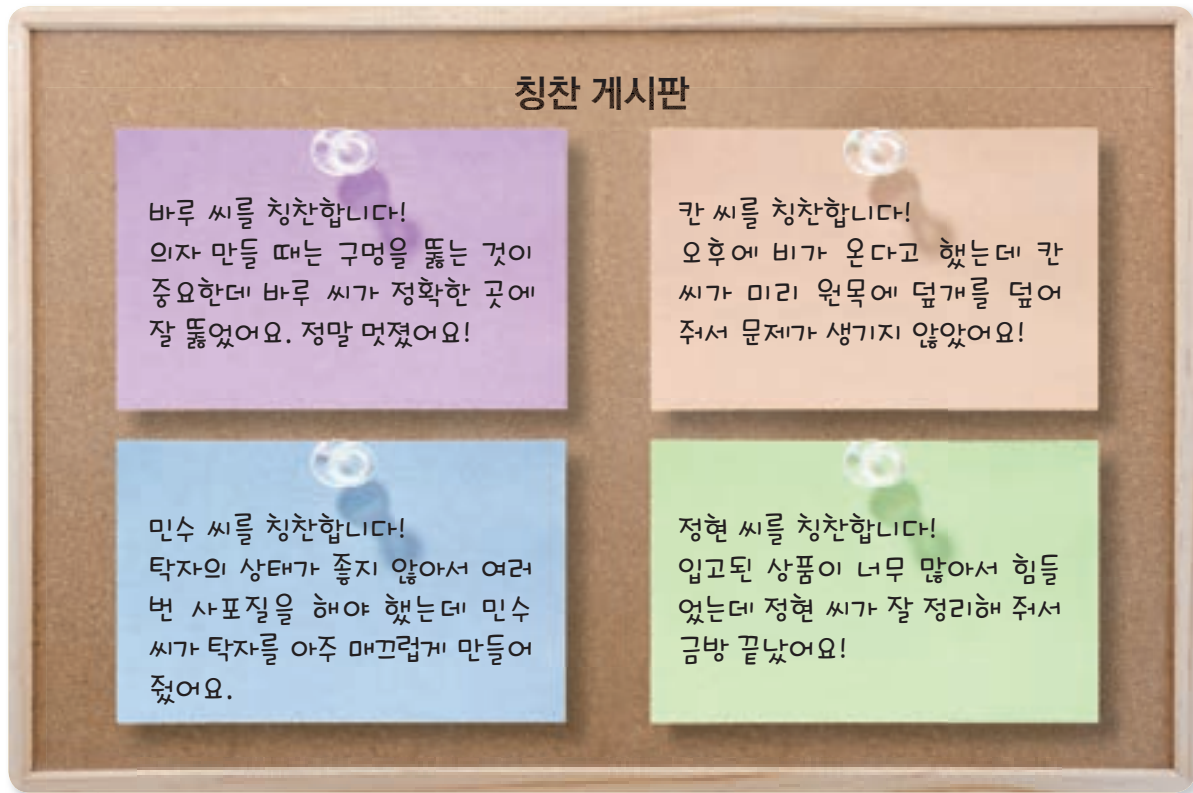 칭찬 게시판
바루 씨를 칭찬합니다!
의자 만들 때는 구멍을 뚫는 것이
중요한데 바루 씨가 정확한 곳에
잘 뚫었어요. 정말 멋졌어요!
칸 씨를 칭찬합니다!
오후에 비가 온다고 했는데 칸
씨가 미리 원목에 덮개를 덮어
줘서 문제가 생기지 않았어요!
민수 씨를 칭찬합니다!
탁자의 상태가 좋지 않아서 여러
번 사포질을 해야 했는데 민수
씨가 탁자를 아주 매끄럽게 만들어
줬어요.
정현 씨를 칭찬합니다!
입고된 상품이 너무 많아서 힘들
었는데 정현 씨가 잘 정리해 줘서
금방 끝났어요!